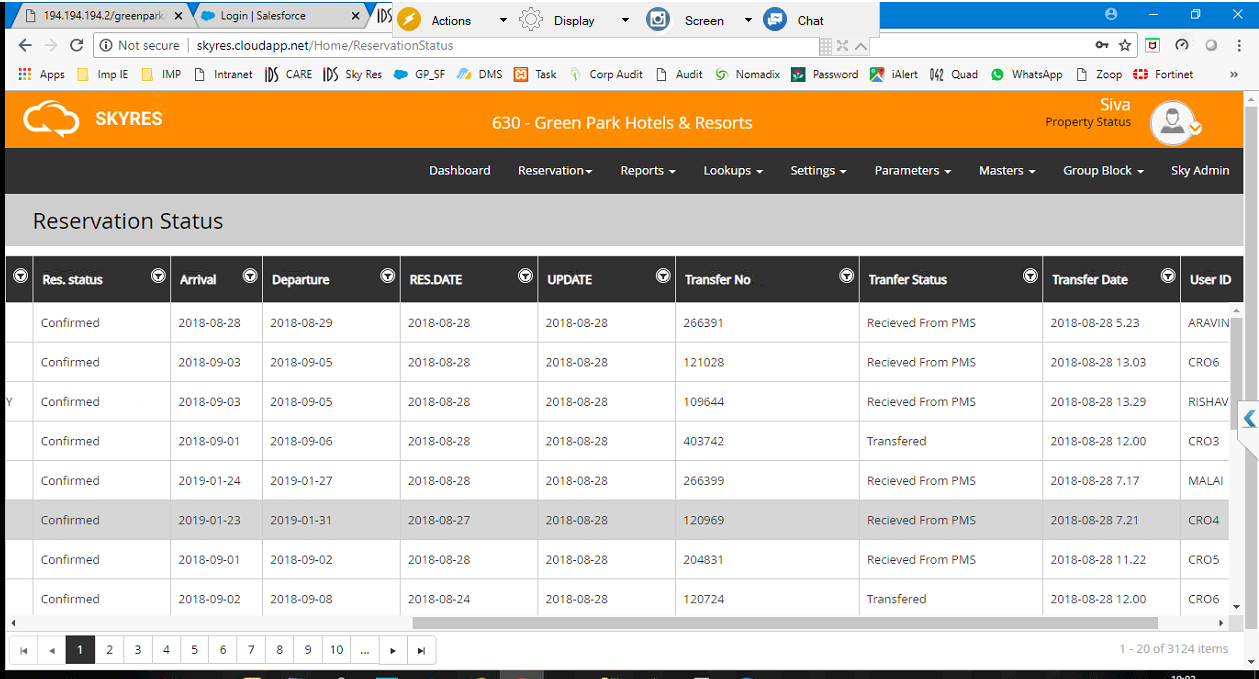 194.194.194.2/greenpark
Login | Salesforce
IDS
Actions
Display
Screen
Chat
Not secure | skyres.cloudapp.net/Home/ReservationStatus
Apps Imp IE IMP Intranet IDS CARE IDS Sky Res GP_SF DMS Task Corp Audit Audit Nomadix Password iAlert Quad WhatsApp Zoop Fortinet »
SKYRES
630 - Green Park Hotels & Resorts
Siva
Property Status
Dashboard Reservation Reports Lookups Settings Parameters Masters Group Block Sky Admin
Reservation Status
Res. status Arrival Departure RES.DATE UPDATE Transfer No Tranfer Status Transfer Date User ID
Confirmed 2018-08-28 2018-08-29 2018-08-28 2018-08-28 266391 Recieved From PMS 2018-08-28 5.23 ARAVIN
Confirmed 2018-09-03 2018-09-05 2018-08-28 2018-08-28 121028 Recieved From PMS 2018-08-28 13.03 CRO6
Y Confirmed 2018-09-03 2018-09-05 2018-08-28 2018-08-28 109644 Recieved From PMS 2018-08-28 13.29 RISHAV
Confirmed 2018-09-01 2018-09-06 2018-08-28 2018-08-28 403742 Transfered 2018-08-28 12.00 CRO3
Confirmed 2019-01-24 2019-01-27 2018-08-28 2018-08-28 266399 Recieved From PMS 2018-08-28 7.17 MALAI
Confirmed 2019-01-23 2019-01-31 2018-08-27 2018-08-28 120969 Recieved From PMS 2018-08-28 7.21 CRO4
Confirmed 2018-09-01 2018-09-02 2018-08-28 2018-08-28 204831 Recieved From PMS 2018-08-28 11.22 CRO5
Confirmed 2018-09-02 2018-09-08 2018-08-24 2018-08-28 120724 Transfered 2018-08-28 12.00 CRO6
1 2 3 4 5 6 7 8 9 10 ...
1 - 20 of 3124 items